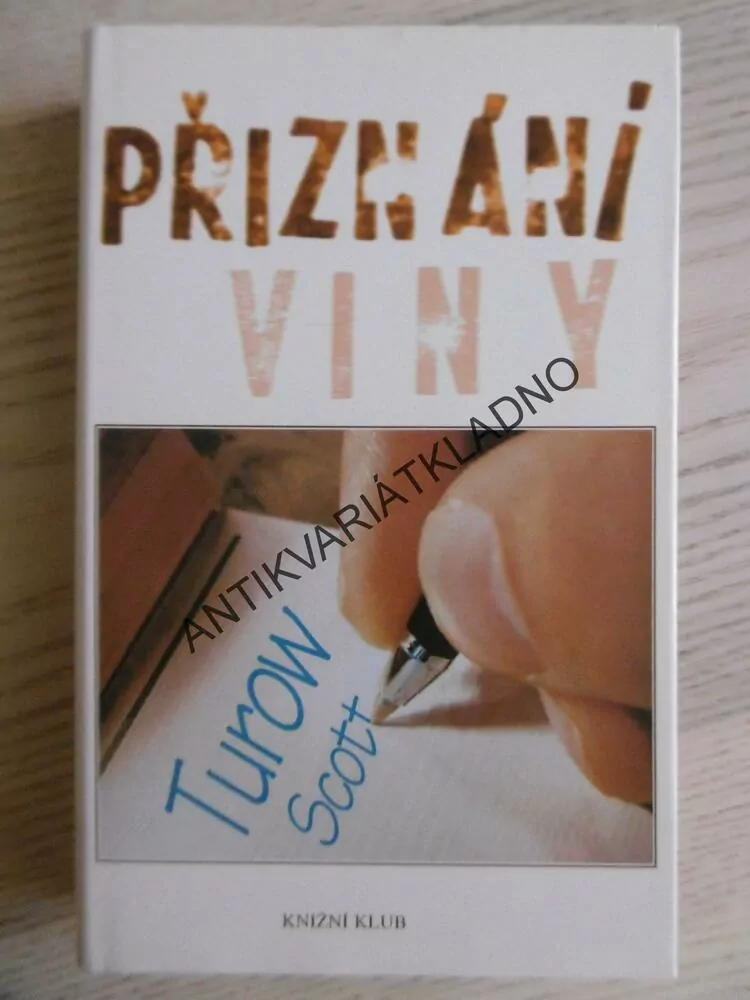 PŘIZNÁNÍ
VINY
ANTIKVARIÁTKLADNO
Turow
Scott
KNIŽNÍ KLUB